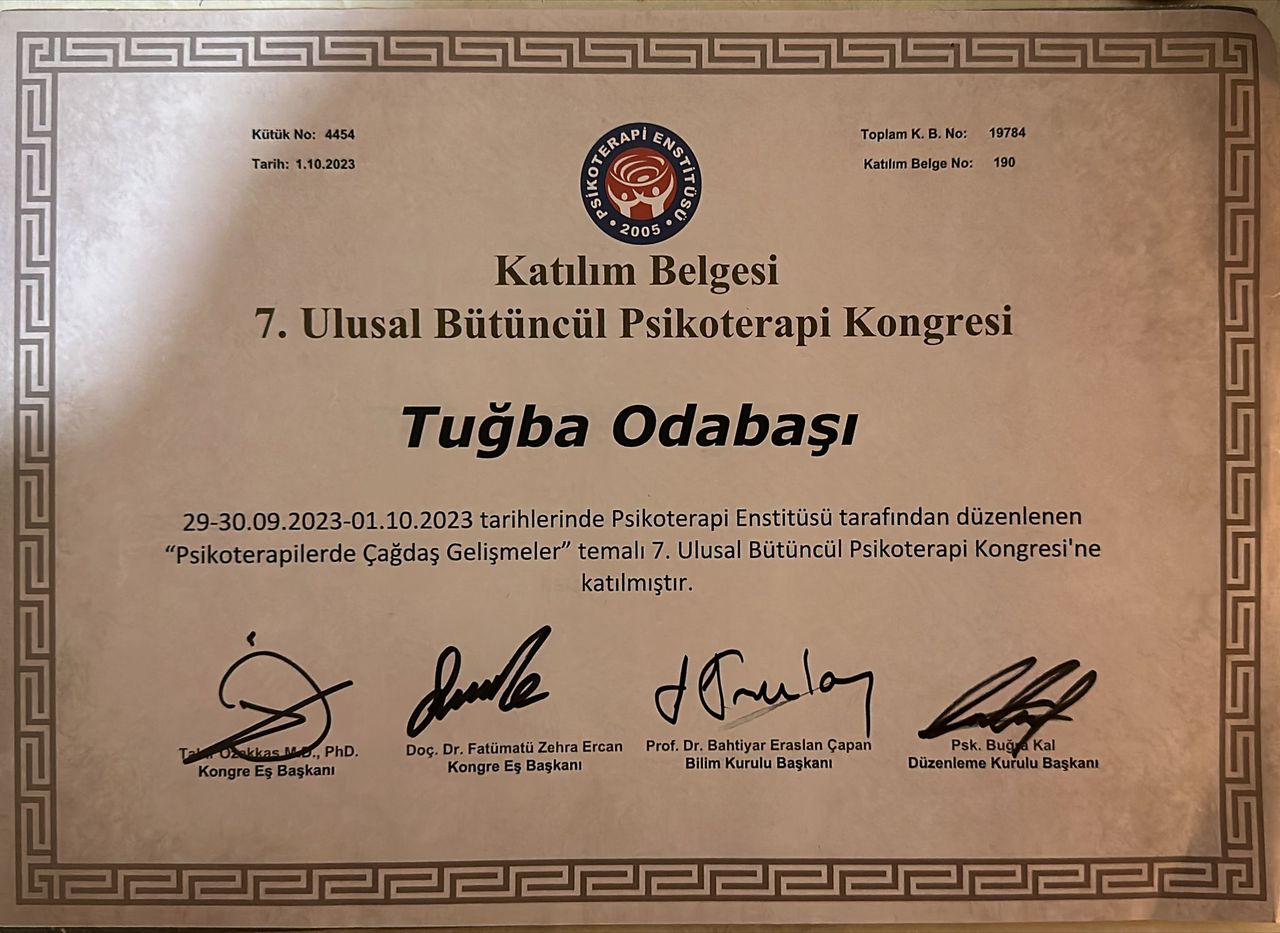 Kütük No: 4454
Tarih: 1.10.2023
Toplam K. B. No: 19784
Katılım Belge No: 190
PSİKOTERAPİ ENSTİTÜSÜ
2005
Katılım Belgesi
7. Ulusal Bütüncül Psikoterapi Kongresi
Tuğba Odabaşı
29-30.09.2023-01.10.2023 tarihlerinde Psikoterapi Enstitüsü tarafından düzenlenen
“Psikoterapilerde Çağdaş Gelişmeler” temalı 7. Ulusal Bütüncül Psikoterapi Kongresi'ne
katılmıştır.
Tahir Özakkaş M.D., PhD.
Kongre Eş Başkanı
Doç. Dr. Fatümatü Zehra Ercan
Kongre Eş Başkanı
Prof. Dr. Bahtiyar Eraslan Çapan
Bilim Kurulu Başkanı
Psk. Buğra Kal
Düzenleme Kurulu Başkanı